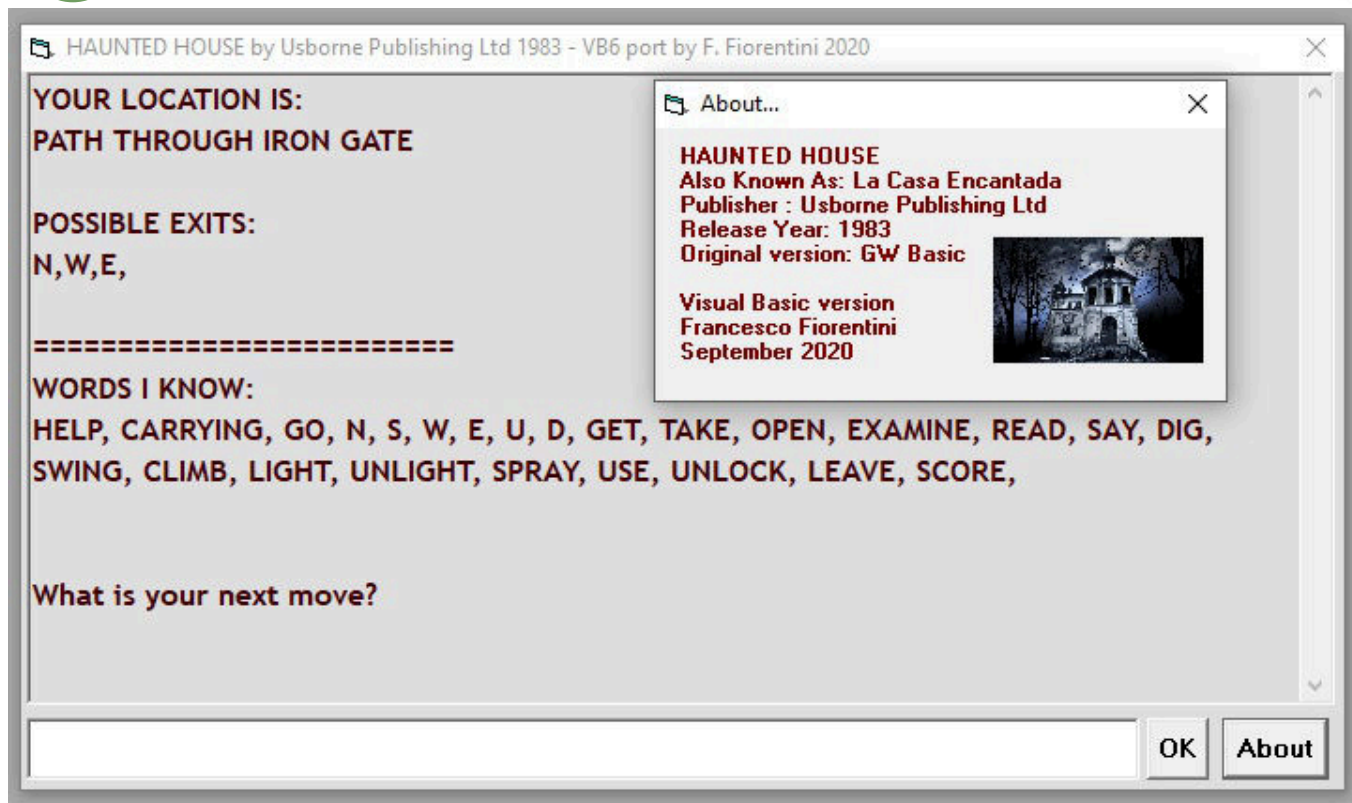 HAUNTED HOUSE by Usborne Publishing Ltd 1983 - VB6 port by F. Fiorentini 2020
YOUR LOCATION IS:
PATH THROUGH IRON GATE
POSSIBLE EXITS:
N,W,E,
=========================
WORDS I KNOW:
HELP, CARRYING, GO, N, S, W, E, U, D, GET, TAKE, OPEN, EXAMINE, READ, SAY, DIG,
SWING, CLIMB, LIGHT, UNLIGHT, SPRAY, USE, UNLOCK, LEAVE, SCORE,
What is your next move?
About...
HAUNTED HOUSE
Also Known As: La Casa Encantada
Publisher : Usborne Publishing Ltd
Release Year: 1983
Original version: GW Basic
Visual Basic version
Francesco Fiorentini
September 2020
OK
About